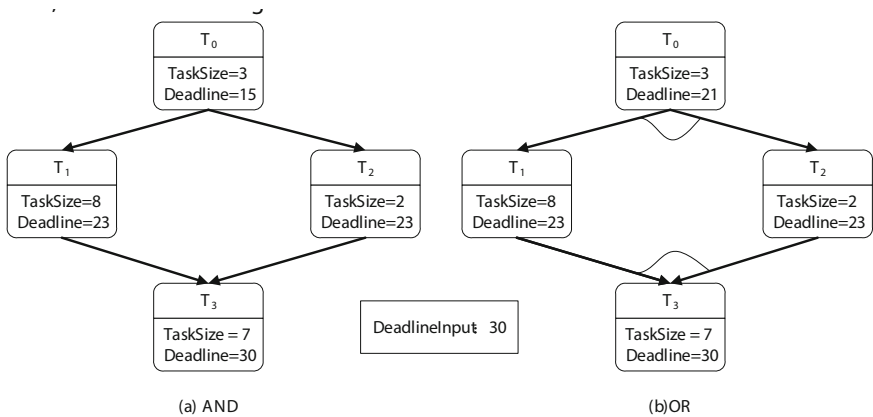 T0
TaskSize=3
Deadline=15
T1
TaskSize=8
Deadline=23
T2
TaskSize=2
Deadline=23
T3
TaskSize = 7
Deadline=30
(a) AND
DeadlineInput: 30
T0
TaskSize=3
Deadline=21
T1
TaskSize=8
Deadline=23
T2
TaskSize=2
Deadline=23
T3
TaskSize = 7
Deadline=30
(b)OR